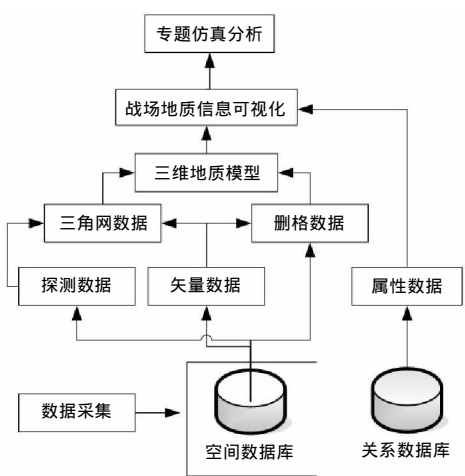 专题仿真分析
战场地质信息可视化
三维地质模型
三角网数据
删格数据
探测数据
矢量数据
属性数据
数据采集
空间数据库
关系数据库